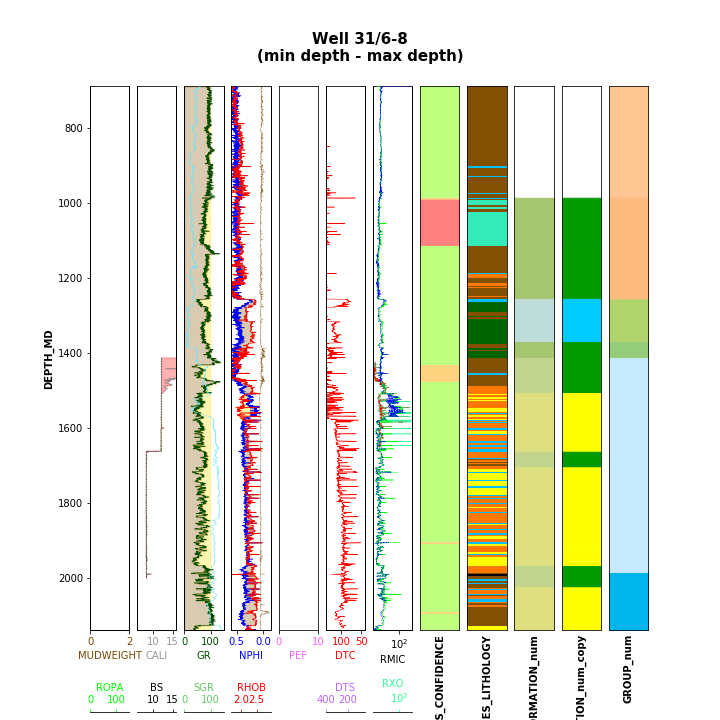 Well 31/6-8
(min depth - max depth)
800
1000
1200
1400
1600
1800
2000
DEPTH_MD
0 2 10 15 0 100 0.5 0.0 0 10 100 50 10²
MUDWEIGHT CALI GR NPHI PEF DTC RMIC
ROPA BS SGR RHOB DTS RXO
0 100 10 15 0 100 2.02.5 400 200 10²
S_CONFIDENCE
ES_LITHOLOGY
RMATION_num
TION_num_copy
GROUP_num